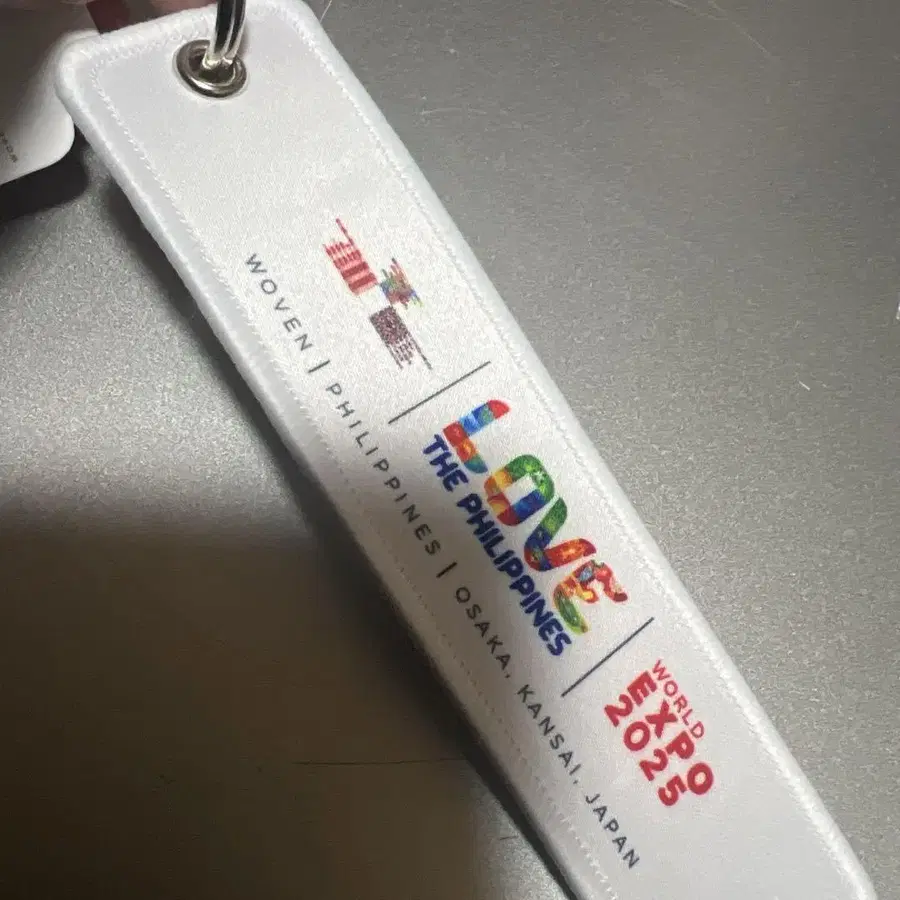 LOVE
THE PHILIPPINES
WORLD
EXPO
2025
WOVEN | PHILIPPINES | OSAKA, KANSAI, JAPAN